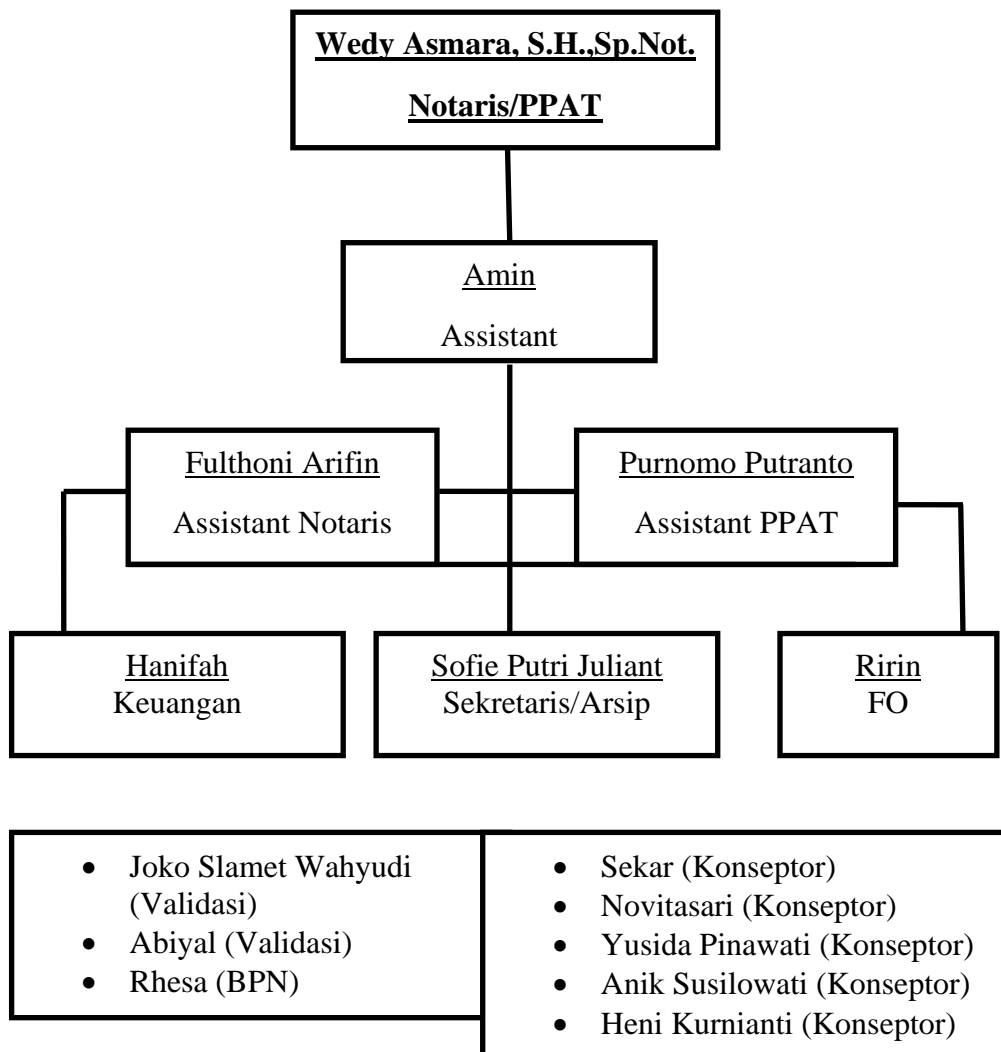 Wedy Asmara, S.H.,Sp.Not.
Notaris/PPAT
Amin
Assistant
Fulthoni Arifin
Assistant Notaris
Purnomo Putranto
Assistant PPAT
Hanifah
Keuangan
Sofie Putri Juliant
Sekretaris/Arsip
Ririn
FO
• Joko Slamet Wahyudi
(Validasi)
• Abiyal (Validasi)
• Rhesa (BPN)
• Sekar (Konseptor)
• Novitasari (Konseptor)
• Yusida Pinawati (Konseptor)
• Anik Susilowati (Konseptor)
• Heni Kurnianti (Konseptor)